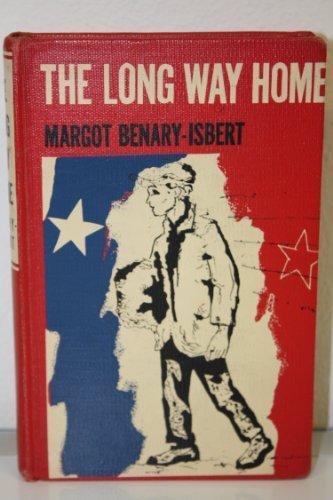 THE LONG WAY HOME
MARGOT BENARY-ISBERT